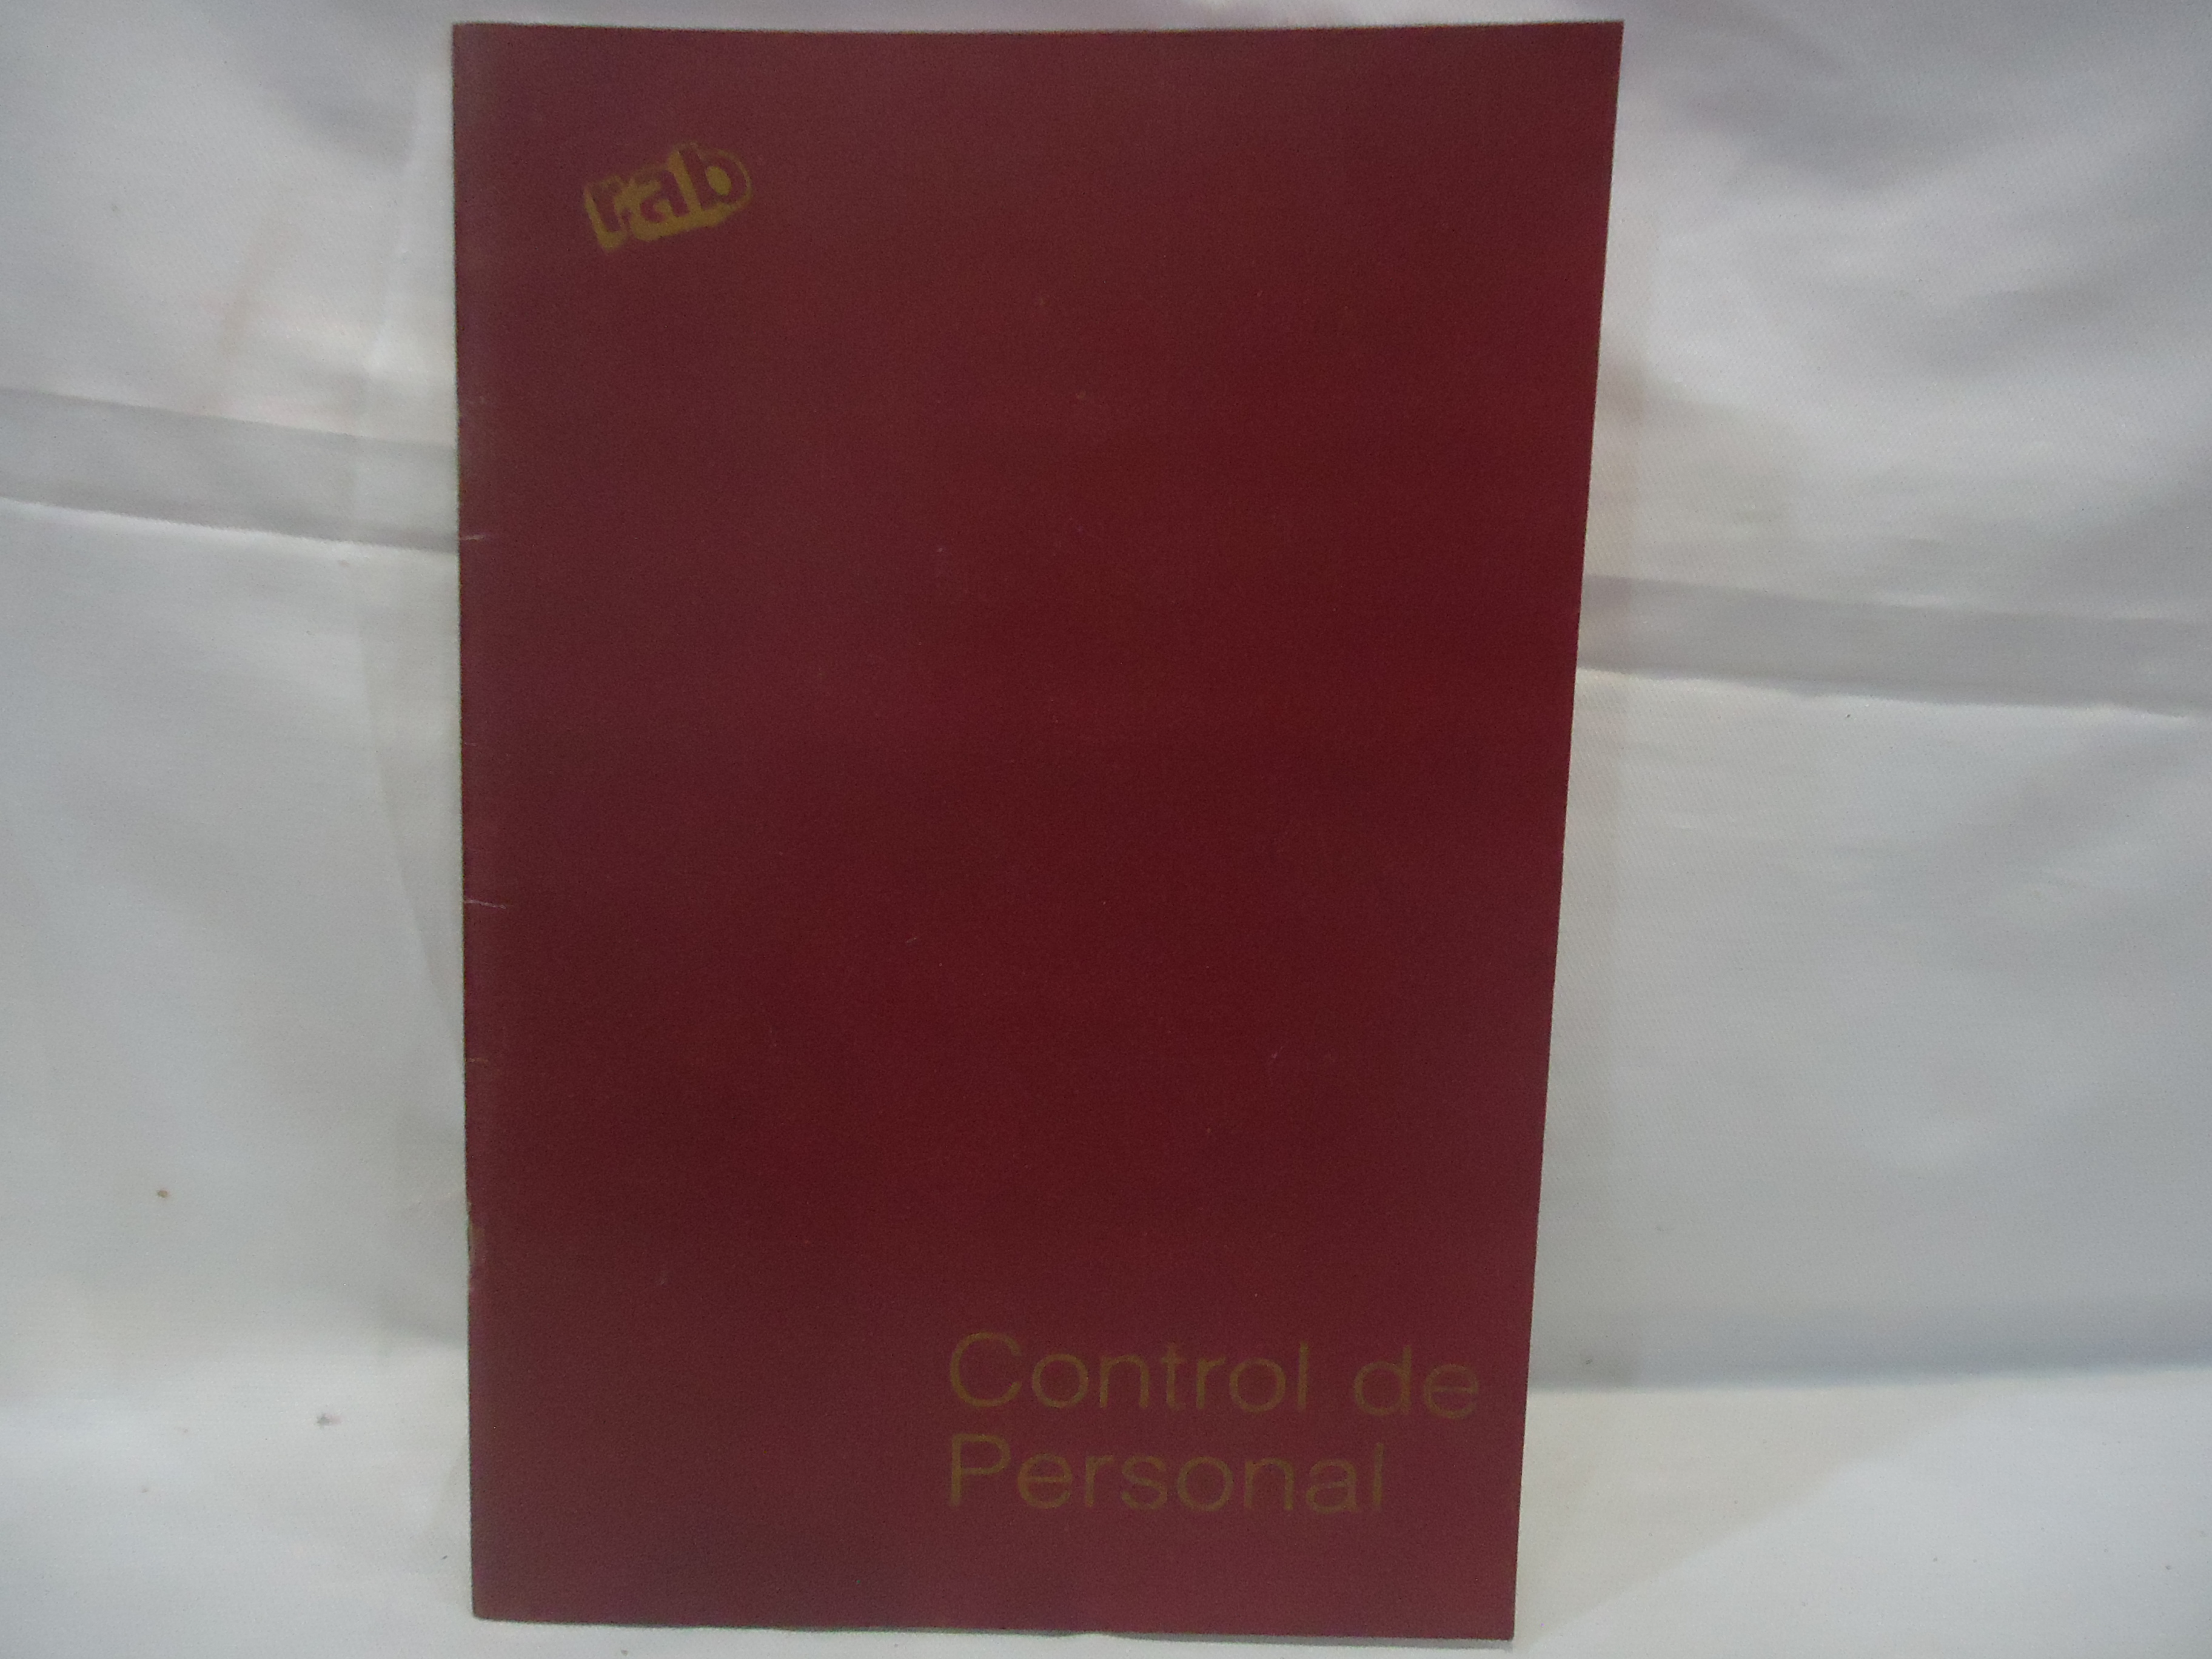 rab
Control de
Personal